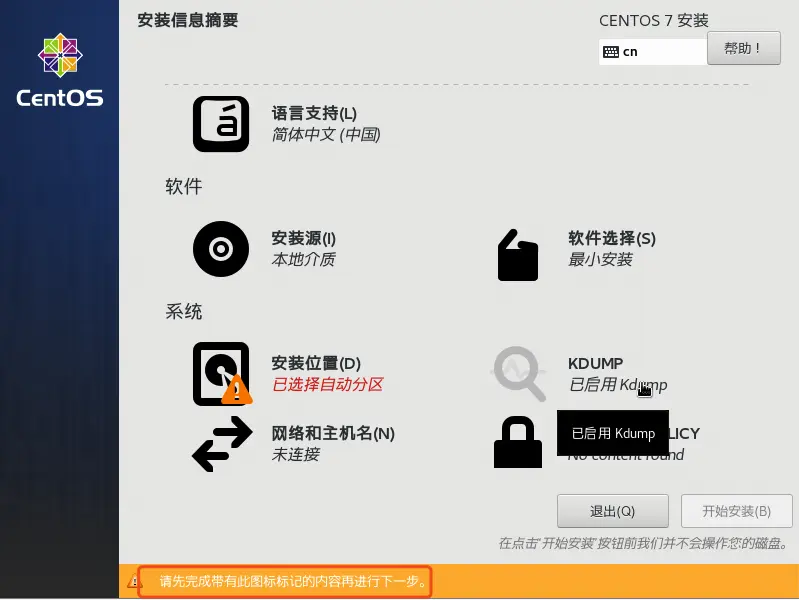 安装信息摘要
CENTOS 7 安装
cn
帮助！
CentOS
语言支持(L)
简体中文 (中国)
软件
安装源(I)
本地介质
软件选择(S)
最小安装
系统
安装位置(D)
已选择自动分区
KDUMP
已启用 Kdump
网络和主机名(N)
未连接
已启用 Kdump
LICY
No content found
退出(Q)
开始安装(B)
在点击"开始安装"按钮前我们并不会操作您的磁盘。
请先完成带有此图标标记的内容再进行下一步。